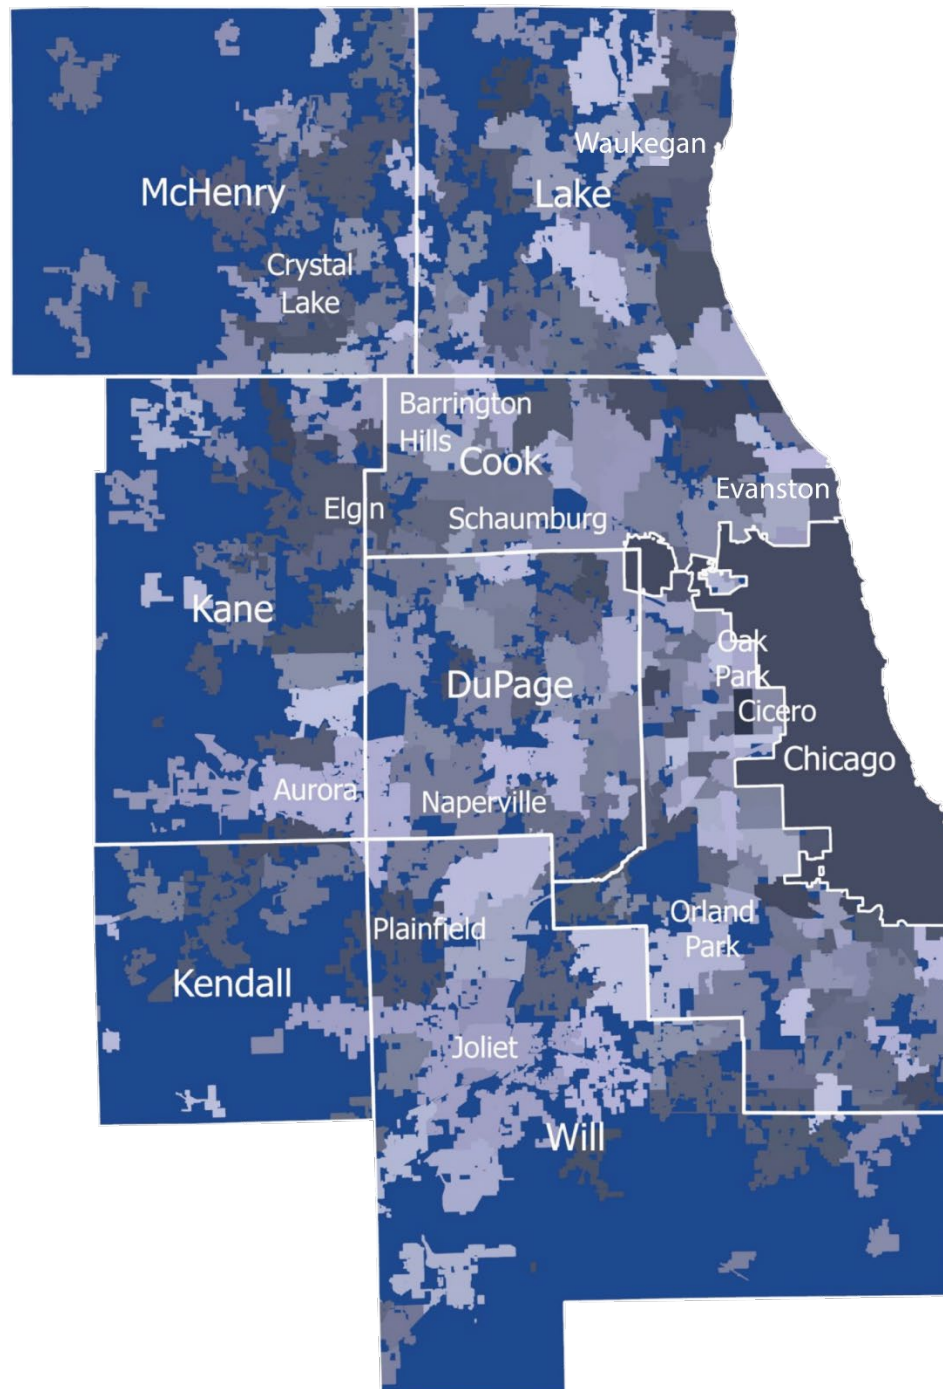 Waukegan
McHenry
Lake
Crystal
Lake
Barrington
Hills
Cook
Evanston
Elgin
Schaumburg
Kane
Oak
Park
DuPage
Cicero
Chicago
Aurora
Naperville
Orland
Park
Plainfield
Kendall
Joliet
Will